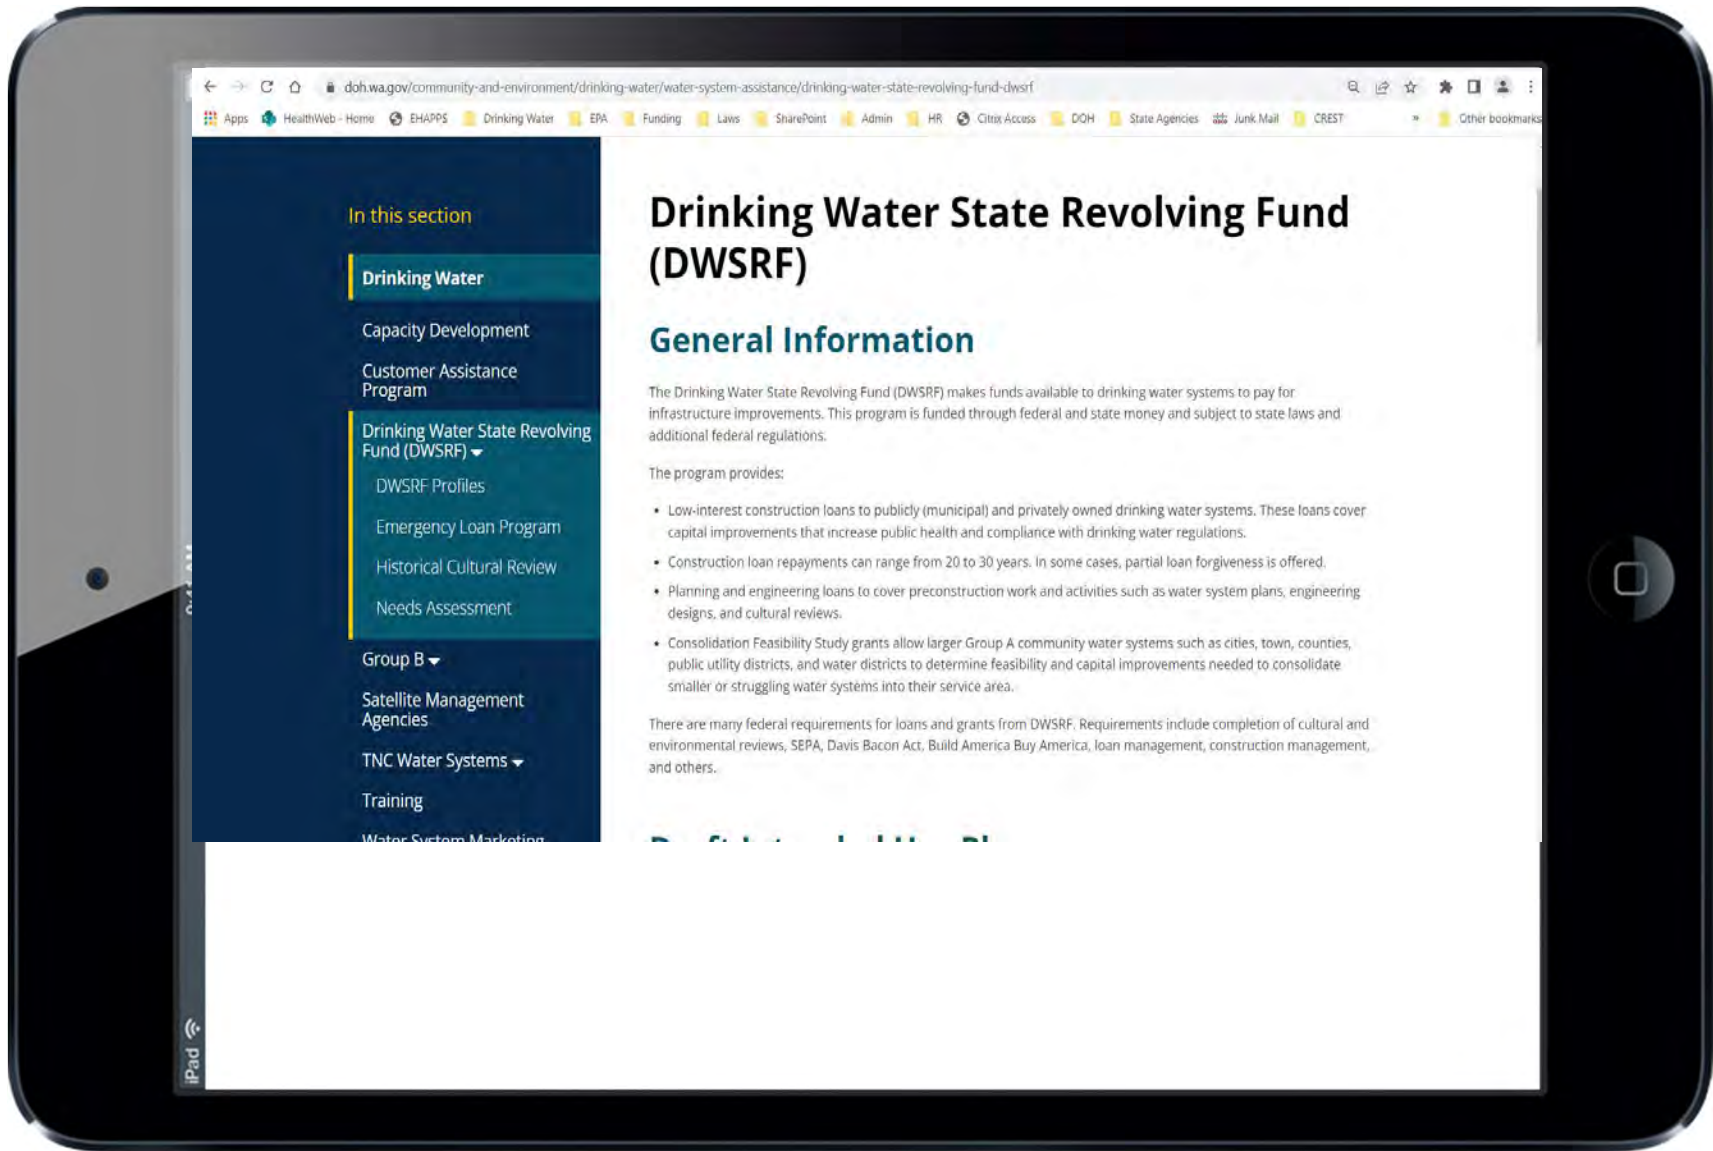 doh.wa.gov/community-and-environment/drinking-water/water-system-assistance/drinking-water-state-revolving-fund-dwsrf
Apps HealthWeb - Home EHAPPS Drinking Water EPA Funding Laws SharePoint Admin HR Citrix Access DOH State Agencies Junk Mail CREST » Other bookmarks
In this section
Drinking Water
Capacity Development
Customer Assistance
Program
Drinking Water State Revolving
Fund (DWSRF)
DWSRF Profiles
Emergency Loan Program
Historical Cultural Review
Needs Assessment
Group B
Satellite Management
Agencies
TNC Water Systems
Training
Water System Marketing
Drinking Water State Revolving Fund
(DWSRF)
General Information
The Drinking Water State Revolving Fund (DWSRF) makes funds available to drinking water systems to pay for
infrastructure improvements. This program is funded through federal and state money and subject to state laws and
additional federal regulations.
The program provides:
• Low-interest construction loans to publicly (municipal) and privately owned drinking water systems. These loans cover
capital improvements that increase public health and compliance with drinking water regulations.
• Construction loan repayments can range from 20 to 30 years. In some cases, partial loan forgiveness is offered.
• Planning and engineering loans to cover preconstruction work and activities such as water system plans, engineering
designs, and cultural reviews.
• Consolidation Feasibility Study grants allow larger Group A community water systems such as cities, town, counties,
public utility districts, and water districts to determine feasibility and capital improvements needed to consolidate
smaller or struggling water systems into their service area.
There are many federal requirements for loans and grants from DWSRF. Requirements include completion of cultural and
environmental reviews, SEPA, Davis Bacon Act, Build America Buy America, loan management, construction management,
and others.
iPad